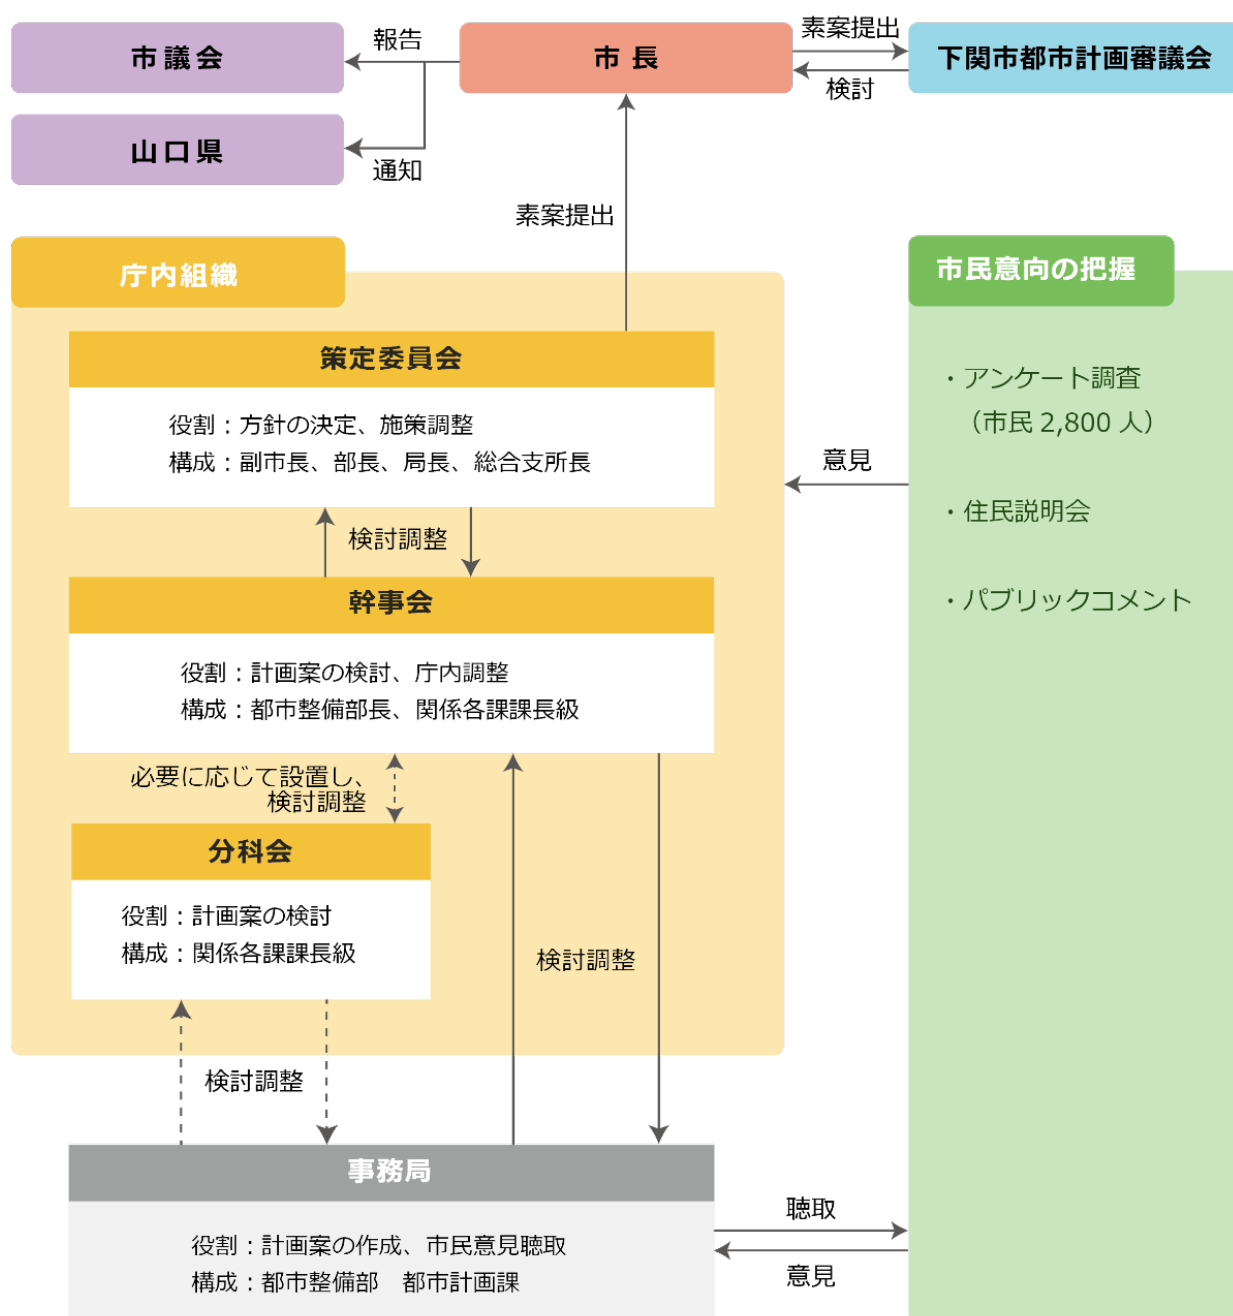 市議会
報告
市長
素案提出
検討
下関市都市計画審議会
山口県
通知
素案提出
庁内組織
策定委員会
役割：方針の決定、施策調整
構成：副市長、部長、局長、総合支所長
検討調整
幹事会
役割：計画案の検討、庁内調整
構成：都市整備部長、関係各課課長級
必要に応じて設置し、
検討調整
分科会
役割：計画案の検討
構成：関係各課課長級
検討調整
検討調整
事務局
役割：計画案の作成、市民意見聴取
構成：都市整備部　都市計画課
意見
市民意向の把握
・アンケート調査
（市民 2,800 人）
・住民説明会
・パブリックコメント
聴取
意見